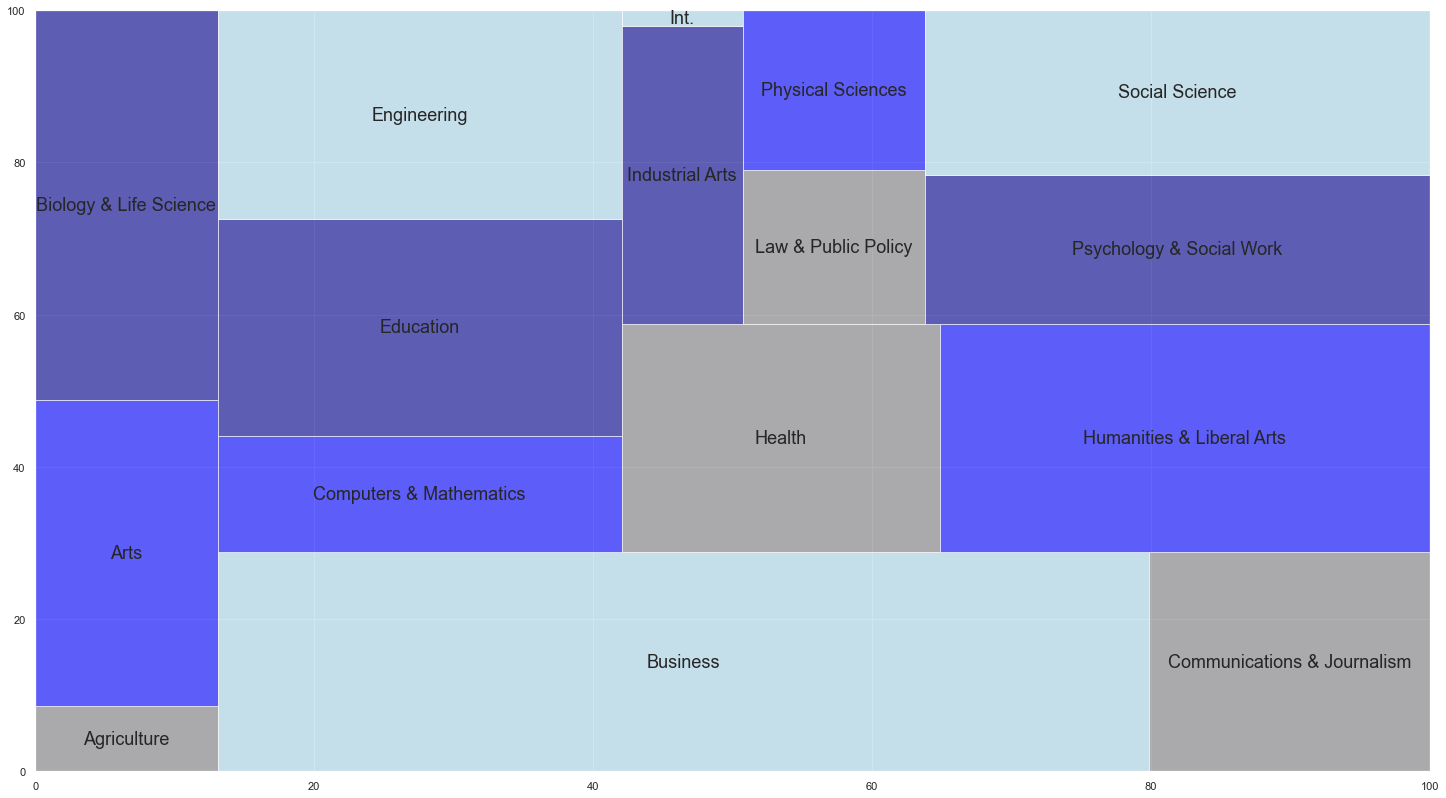 100
80
60
40
20
0
Int.
Physical Sciences
Social Science
Engineering
Industrial Arts
Biology & Life Science
Law & Public Policy
Psychology & Social Work
Education
Health
Humanities & Liberal Arts
Computers & Mathematics
Arts
Business
Communications & Journalism
Agriculture
0
20
40
60
80
100